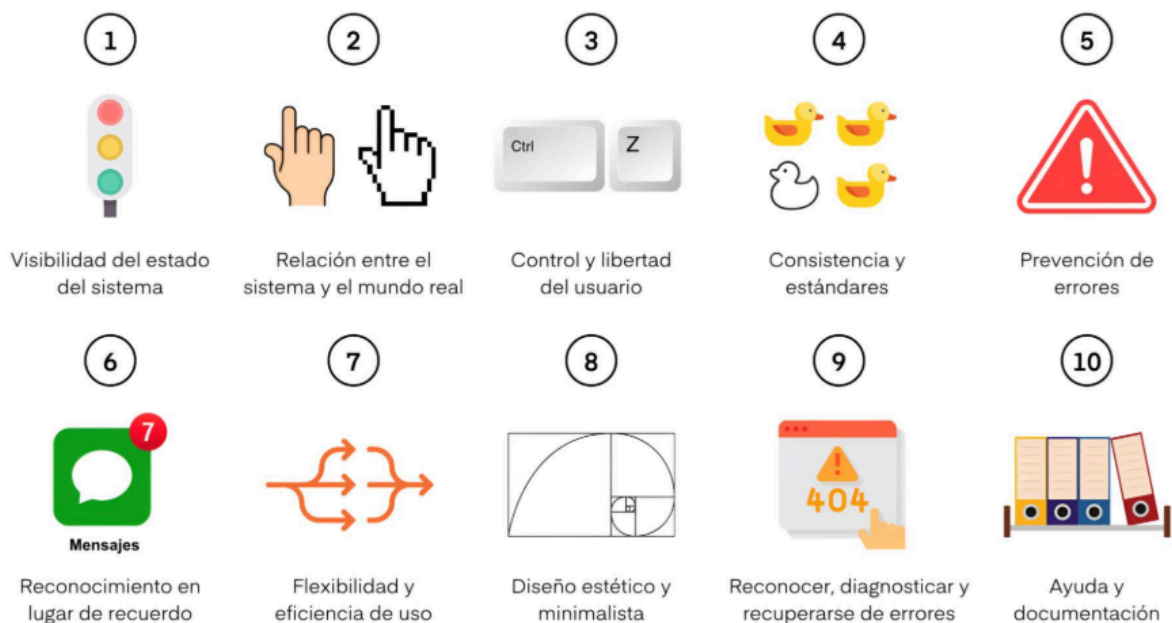 1
2
3
4
5
Ctrl
Z
Visibilidad del estado
del sistema
Relación entre el
sistema y el mundo real
Control y libertad
del usuario
Consistencia y
estándares
Prevención de
errores
6
7
8
9
10
7
Mensajes
404
Reconocimiento en
lugar de recuerdo
Flexibilidad y
eficiencia de uso
Diseño estético y
minimalista
Reconocer, diagnosticar y
recuperarse de errores
Ayuda y
documentación